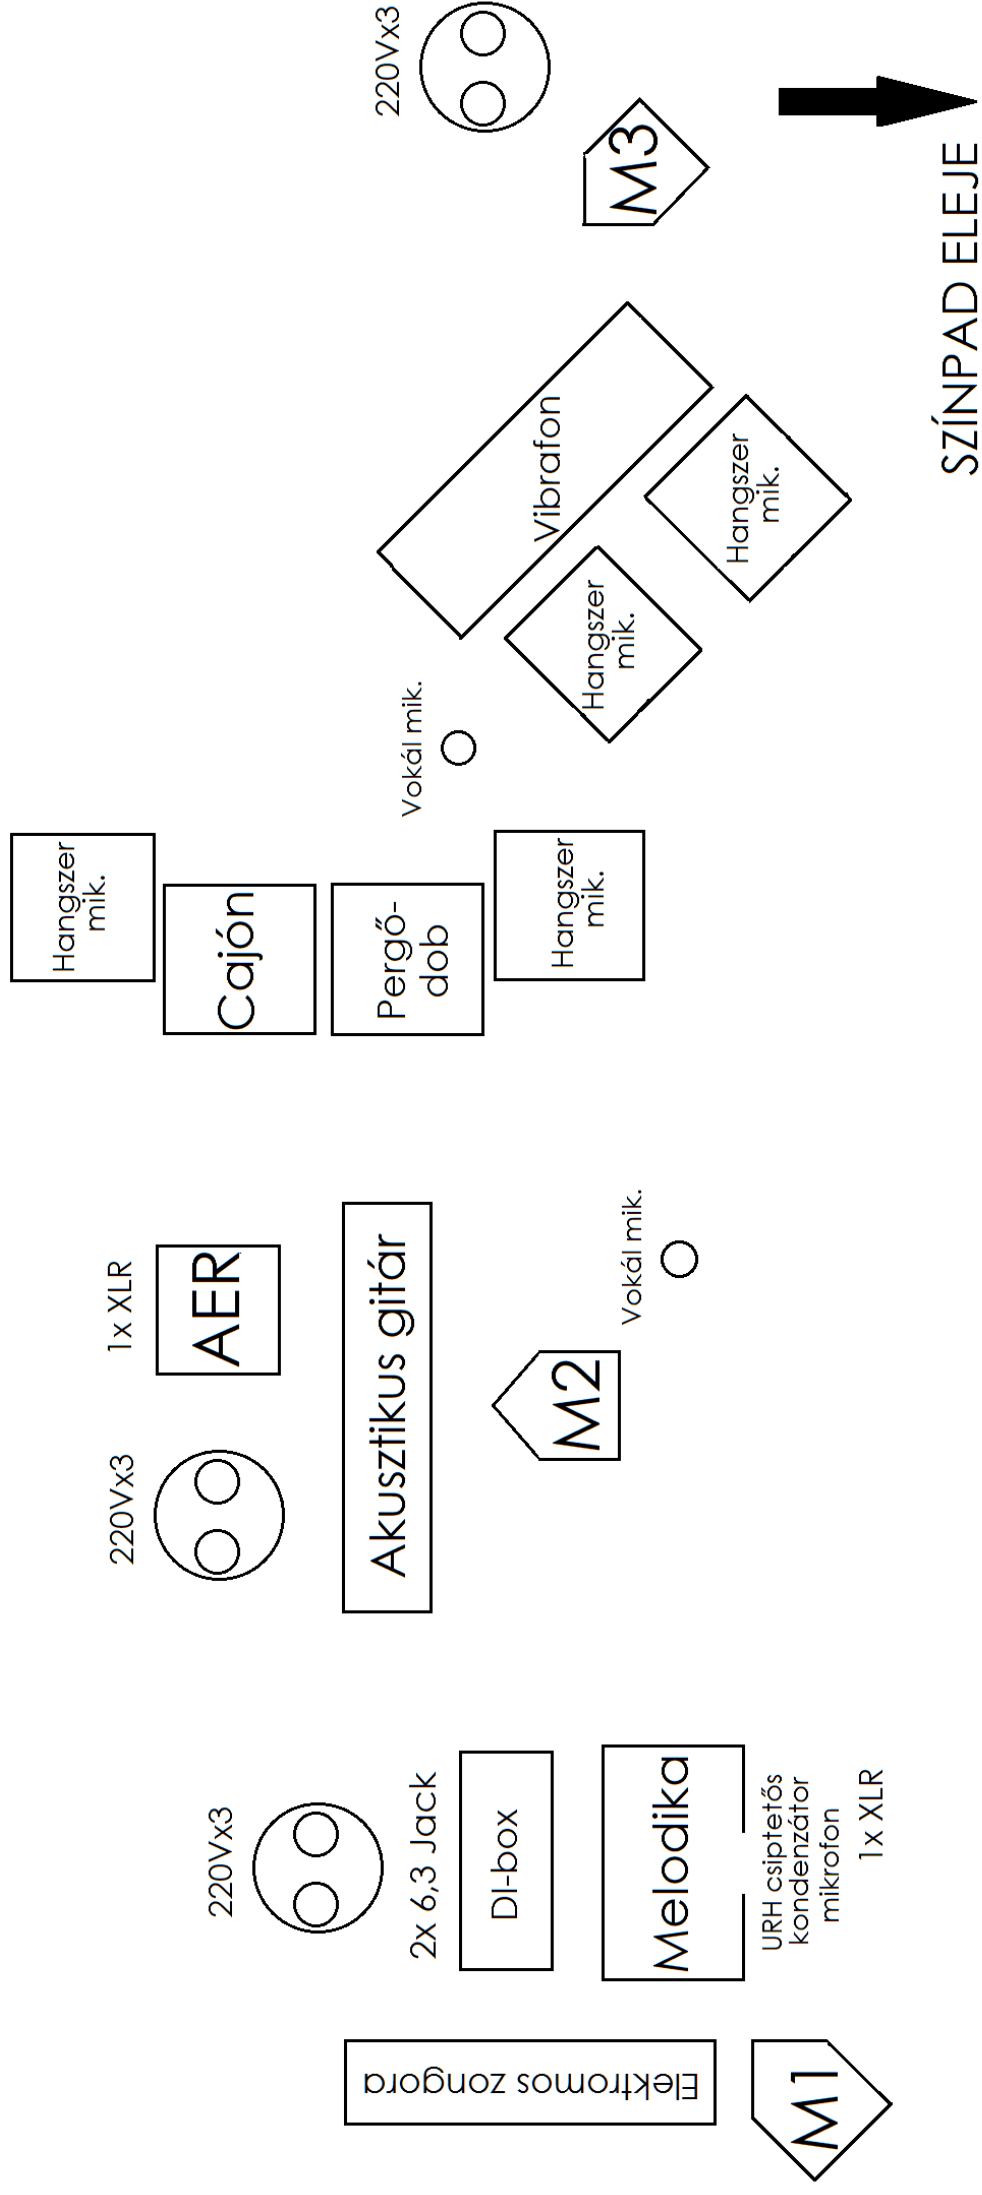 220Vx3
M3
SZÍNPAD ELEJE
Vibrafon
Hangszer
mik.
Hangszer
mik.
Vokál mik.
Hangszer
mik.
Cajón
Pergő-
dob
Hangszer
mik.
1x XLR
AER
220Vx3
Akusztikus gitár
M2
Vokál mik.
220Vx3
2x 6,3 Jack
DI-box
Melodika
URH csiptetős
kondenzátor
mikrofon
1x XLR
Elektromos zongora
M1